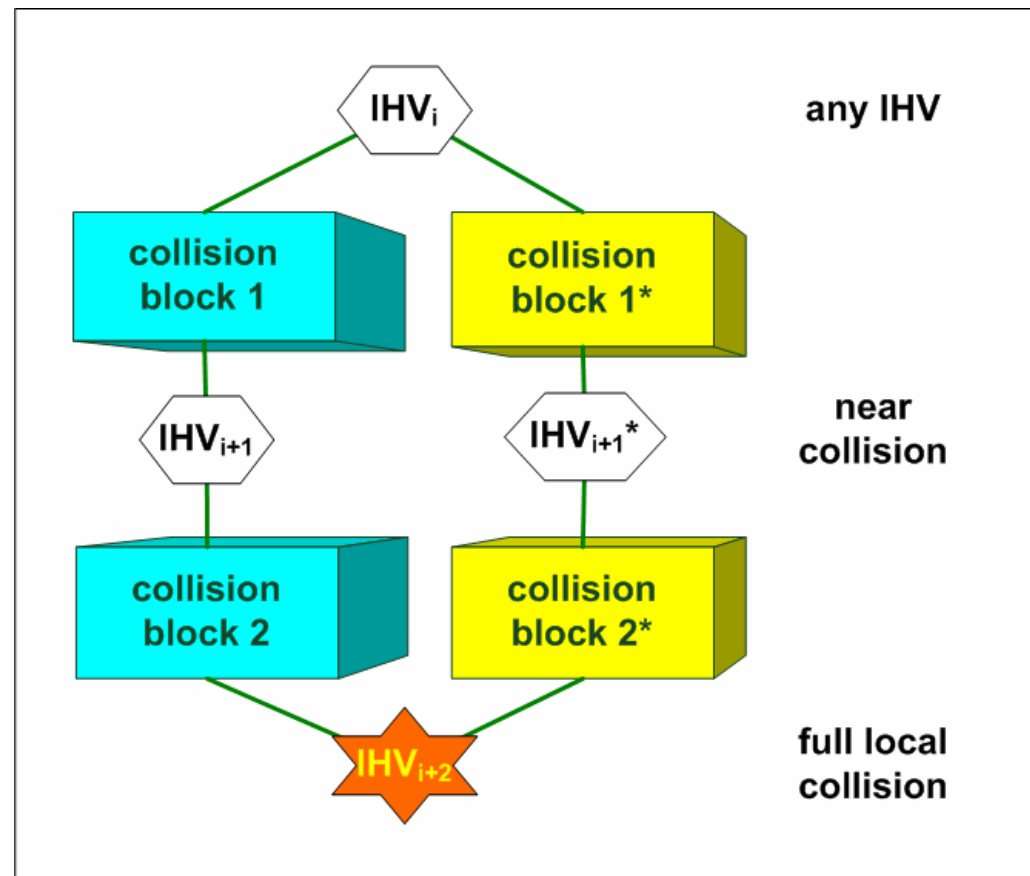 IHVᵢ
any IHV
collision
block 1
collision
block 1*
IHVᵢ₊₁
IHVᵢ₊₁*
near
collision
collision
block 2
collision
block 2*
IHVᵢ₊₂
full local
collision